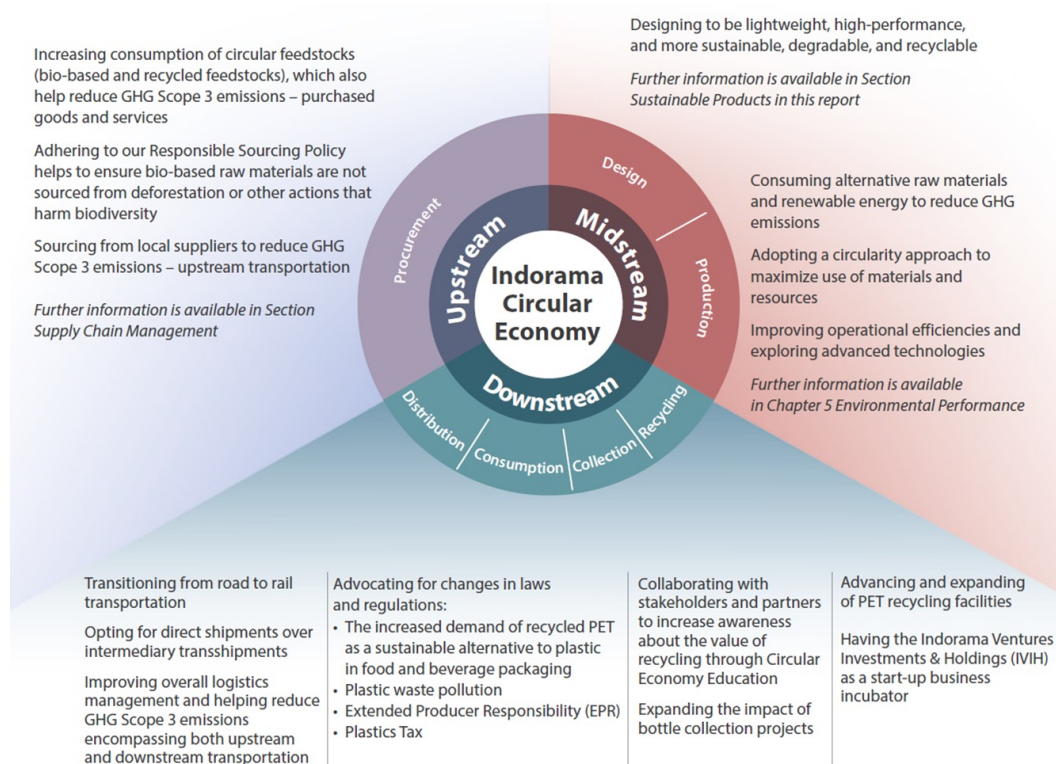 Increasing consumption of circular feedstocks
(bio-based and recycled feedstocks), which also
help reduce GHG Scope 3 emissions – purchased
goods and services
Adhering to our Responsible Sourcing Policy
helps to ensure bio-based raw materials are not
sourced from deforestation or other actions that
harm biodiversity
Sourcing from local suppliers to reduce GHG
Scope 3 emissions – upstream transportation
Further information is available in Section
Supply Chain Management
Designing to be lightweight, high-performance,
and more sustainable, degradable, and recyclable
Further information is available in Section
Sustainable Products in this report
Consuming alternative raw materials
and renewable energy to reduce GHG
emissions
Adopting a circularity approach to
maximize use of materials and
resources
Improving operational efficiencies and
exploring advanced technologies
Further information is available
in Chapter 5 Environmental Performance
Procurement
Design
Production
Upstream
Midstream
Indorama
Circular
Economy
Downstream
Distribution
Consumption
Collection
Recycling
Transitioning from road to rail
transportation
Opting for direct shipments over
intermediary transshipments
Improving overall logistics
management and helping reduce
GHG Scope 3 emissions
encompassing both upstream
and downstream transportation
Advocating for changes in laws
and regulations:
• The increased demand of recycled PET
as a sustainable alternative to plastic
in food and beverage packaging
• Plastic waste pollution
• Extended Producer Responsibility (EPR)
• Plastics Tax
Collaborating with
stakeholders and partners
to increase awareness
about the value of
recycling through Circular
Economy Education
Expanding the impact of
bottle collection projects
Advancing and expanding
of PET recycling facilities
Having the Indorama Ventures
Investments & Holdings (IVIH)
as a start-up business
incubator